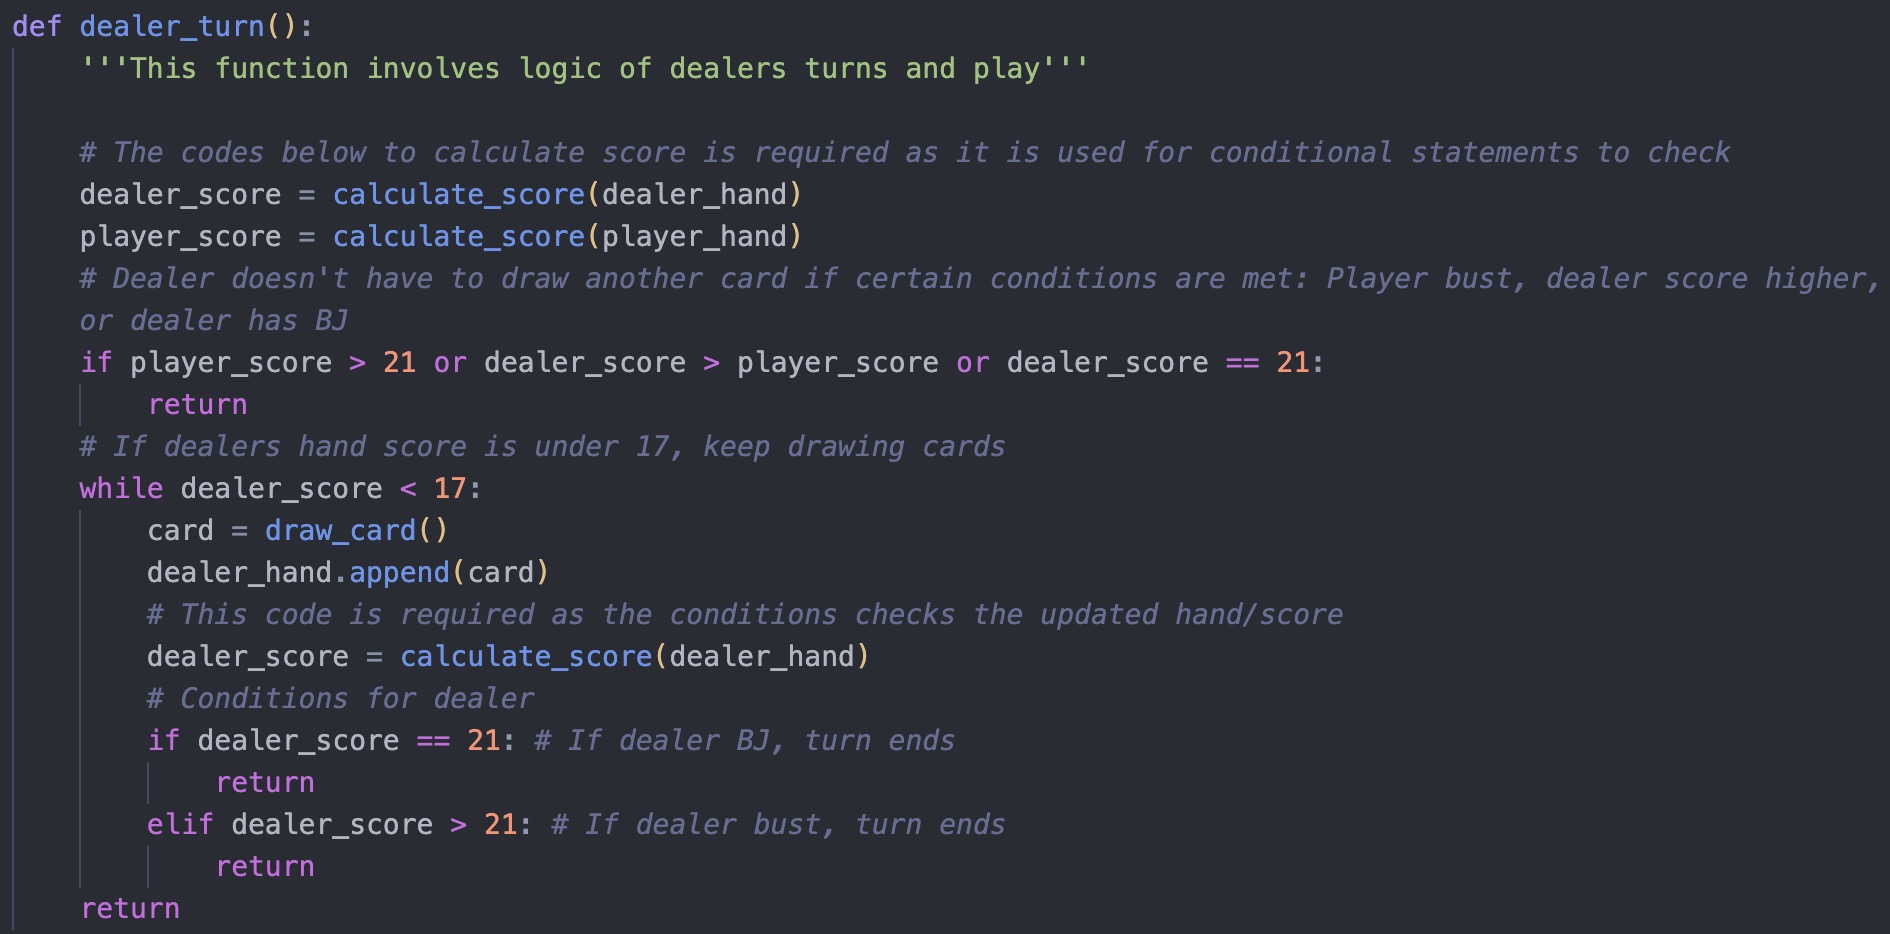 def dealer_turn():
    '''This function involves logic of dealers turns and play'''

    # The codes below to calculate score is required as it is used for conditional statements to check
    dealer_score = calculate_score(dealer_hand)
    player_score = calculate_score(player_hand)
    # Dealer doesn't have to draw another card if certain conditions are met: Player bust, dealer score higher,
    or dealer has BJ
    if player_score > 21 or dealer_score > player_score or dealer_score == 21:
        return
    # If dealers hand score is under 17, keep drawing cards
    while dealer_score < 17:
        card = draw_card()
        dealer_hand.append(card)
        # This code is required as the conditions checks the updated hand/score
        dealer_score = calculate_score(dealer_hand)
        # Conditions for dealer
        if dealer_score == 21: # If dealer BJ, turn ends
            return
        elif dealer_score > 21: # If dealer bust, turn ends
            return
    return